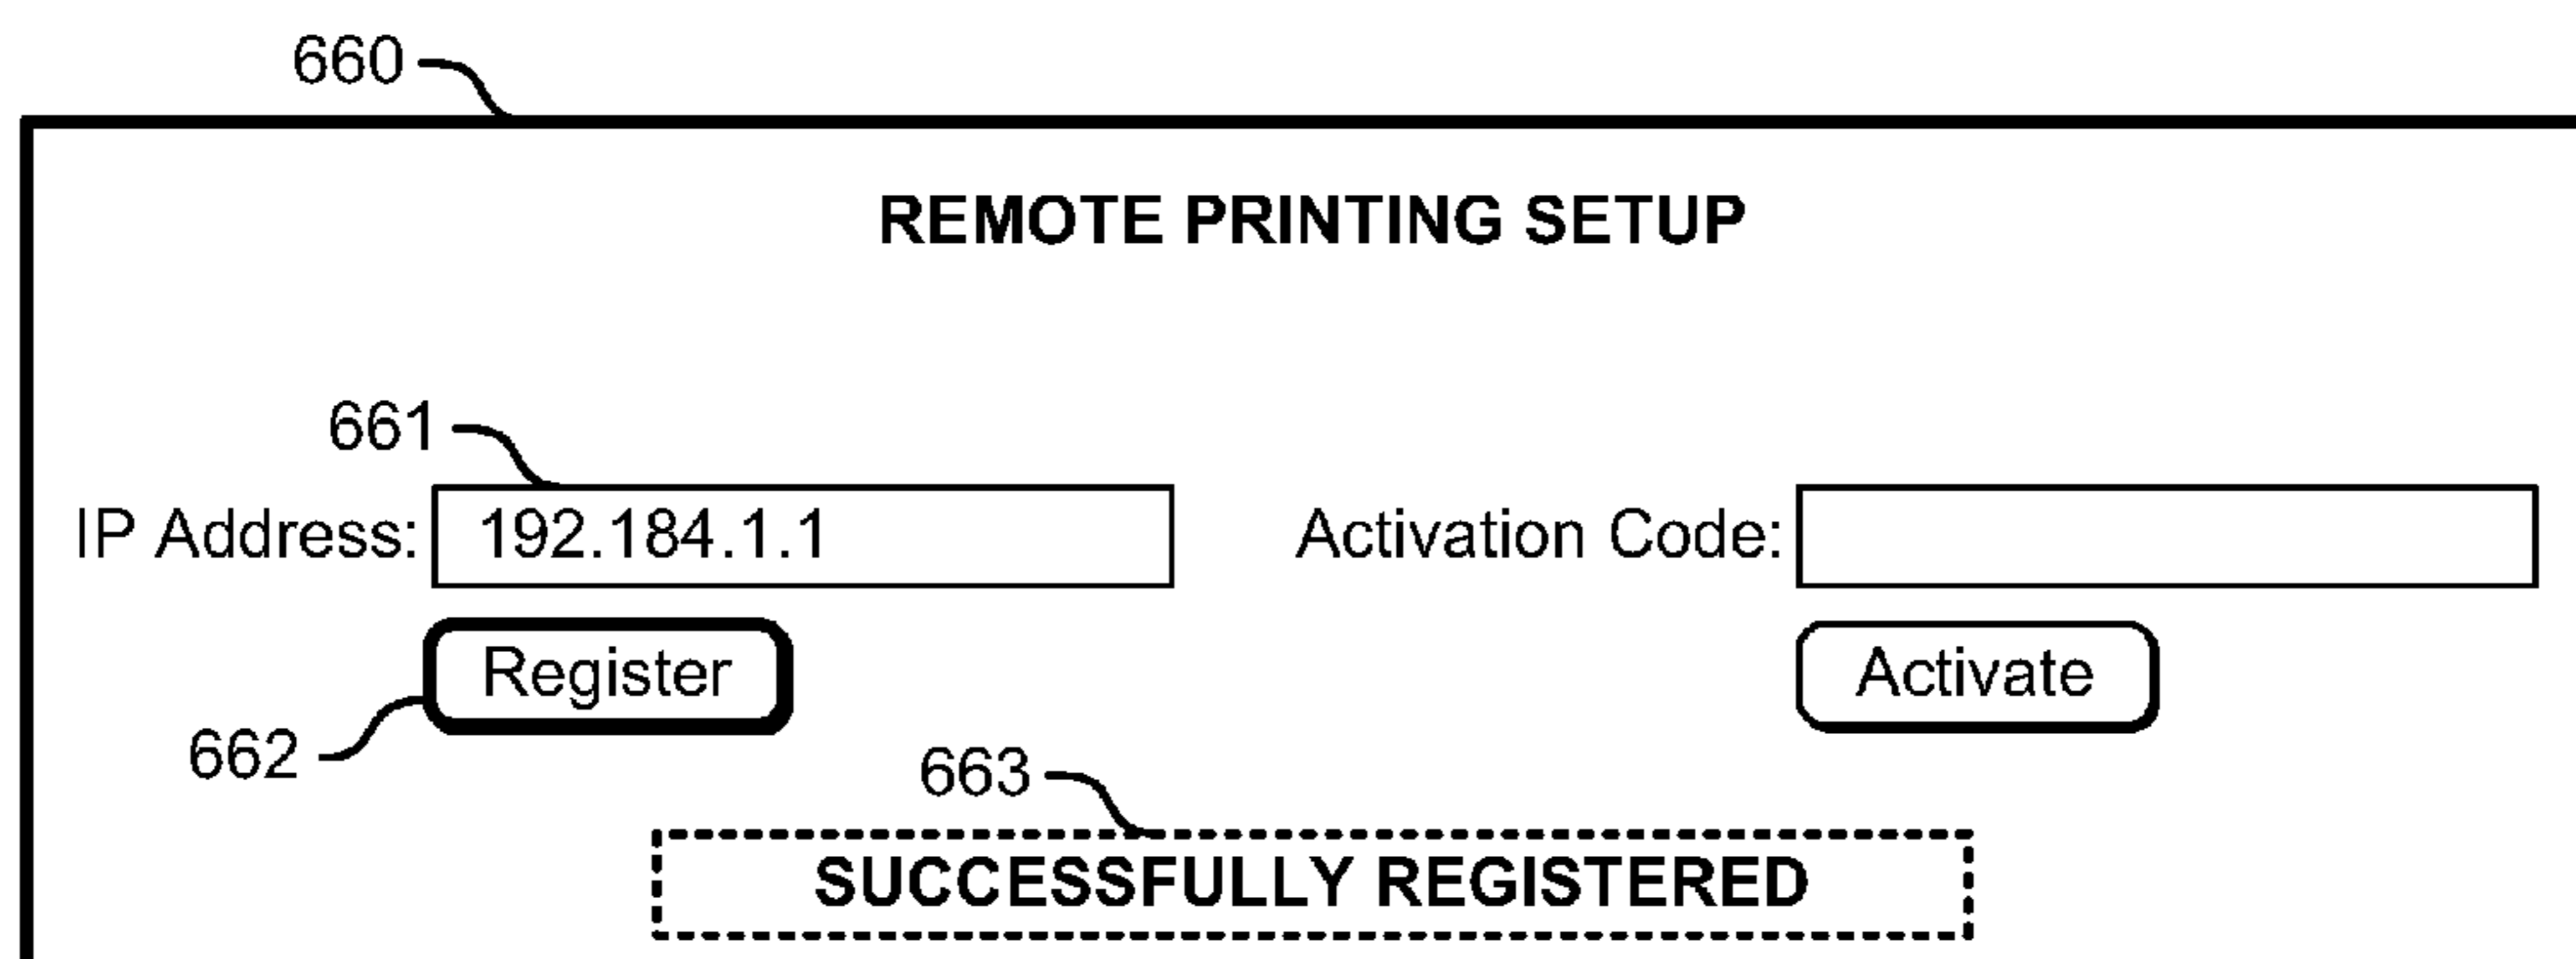 660
REMOTE PRINTING SETUP
661
IP Address: 192.184.1.1 Activation Code:
Register Activate
662
663
SUCCESSFULLY REGISTERED